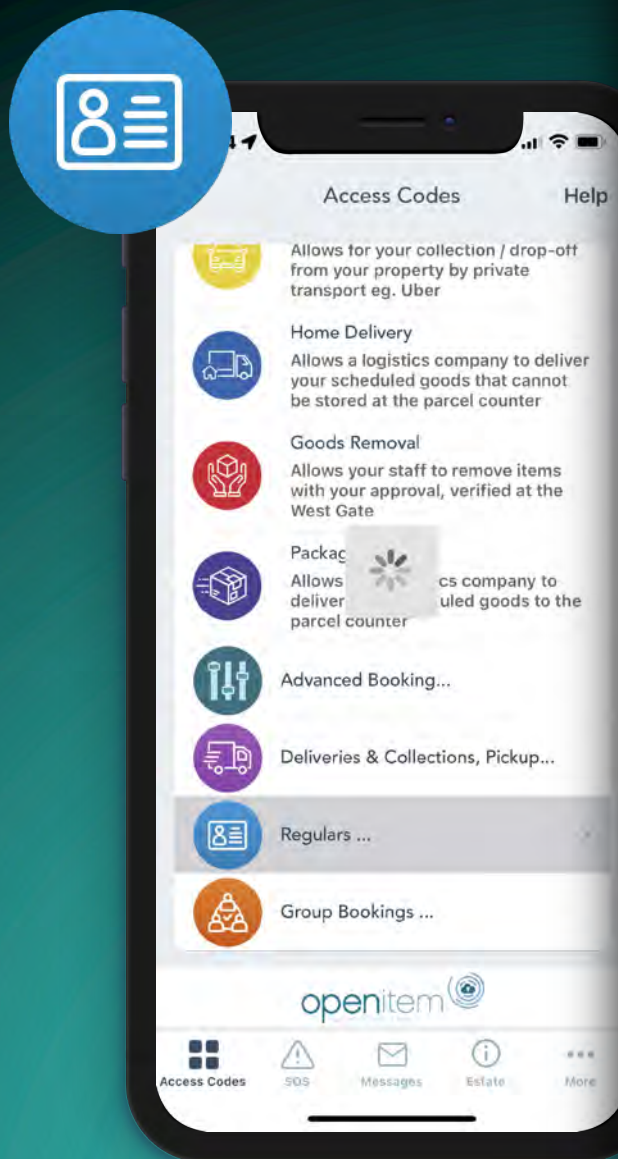 4
Access Codes
Help
Allows for your collection / drop-off
from your property by private
transport eg. Uber
Home Delivery
Allows a logistics company to deliver
your scheduled goods that cannot
be stored at the parcel counter
Goods Removal
Allows your staff to remove items
with your approval, verified at the
West Gate
Allows cs company to
deliver uled goods to the
parcel counter
Advanced Booking...
Deliveries & Collections, Pickup...
Regulars ...
Group Bookings ...
openitem
Access Codes
SOS
Messages
Estate
More